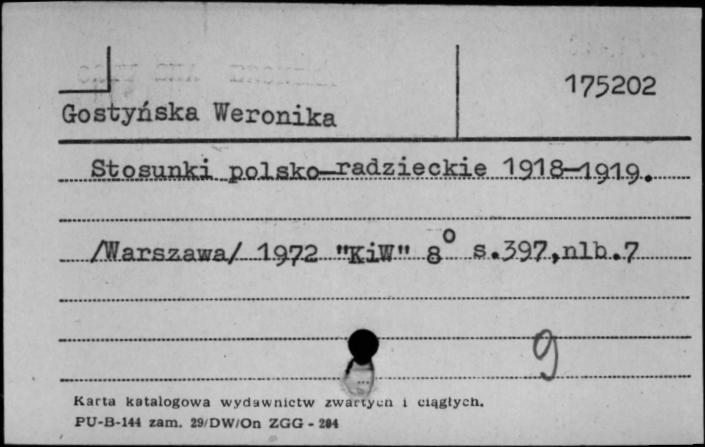 175202
Gostyńska Weronika
Stosunki polsko-radzieckie 1918-1919.
/Warszawa/ 1972 "KiW" 8° s.397,nlb.7
9
Karta katalogowa wydawnictw zwartych i ciągłych.
PU-B-144 zam. 29/DW/On ZGG - 204